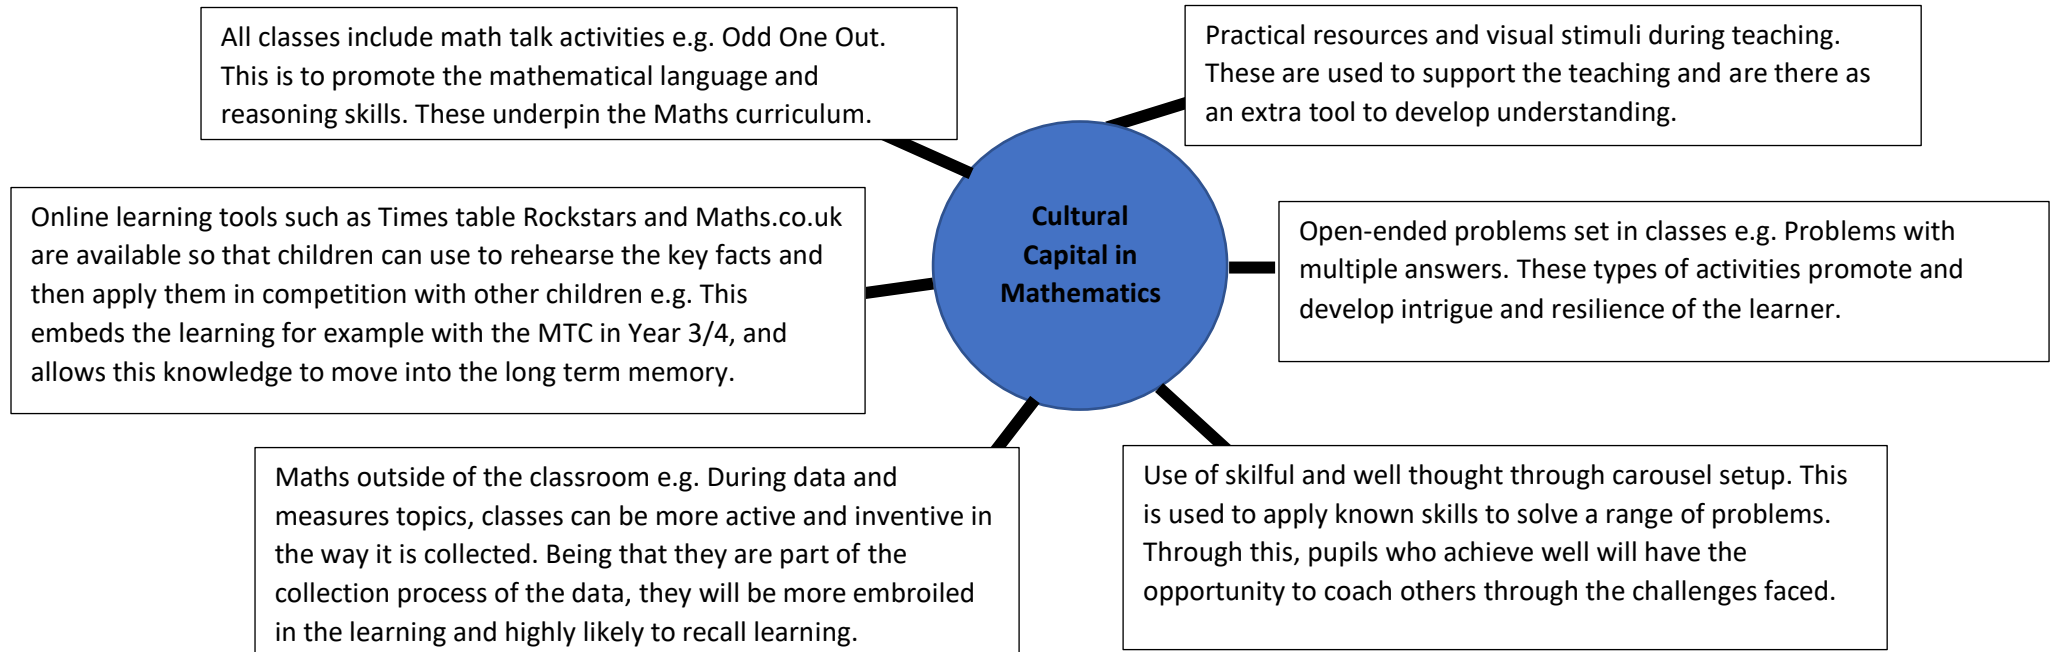 All classes include math talk activities e.g. Odd One Out.
This is to promote the mathematical language and
reasoning skills. These underpin the Maths curriculum.
Practical resources and visual stimuli during teaching.
These are used to support the teaching and are there as
an extra tool to develop understanding.
Online learning tools such as Times table Rockstars and Maths.co.uk
are available so that children can use to rehearse the key facts and
then apply them in competition with other children e.g. This
embeds the learning for example with the MTC in Year 3/4, and
allows this knowledge to move into the long term memory.
Cultural
Capital in
Mathematics
Open-ended problems set in classes e.g. Problems with
multiple answers. These types of activities promote and
develop intrigue and resilience of the learner.
Maths outside of the classroom e.g. During data and
measures topics, classes can be more active and inventive in
the way it is collected. Being that they are part of the
collection process of the data, they will be more embroiled
in the learning and highly likely to recall learning.
Use of skilful and well thought through carousel setup. This
is used to apply known skills to solve a range of problems.
Through this, pupils who achieve well will have the
opportunity to coach others through the challenges faced.